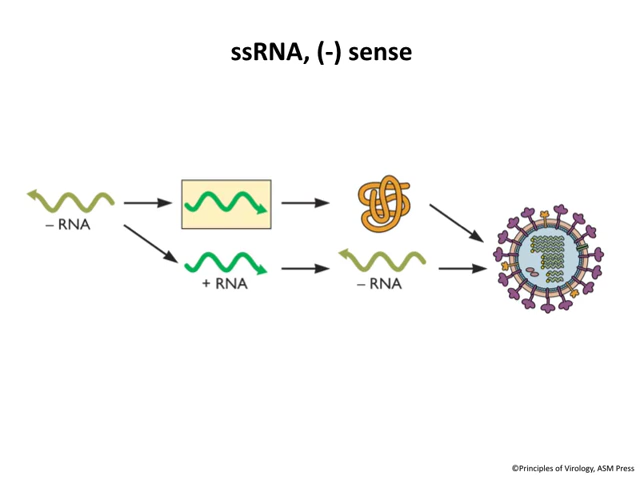 ssRNA, (-) sense
– RNA
+ RNA
– RNA
©Principles of Virology, ASM Press